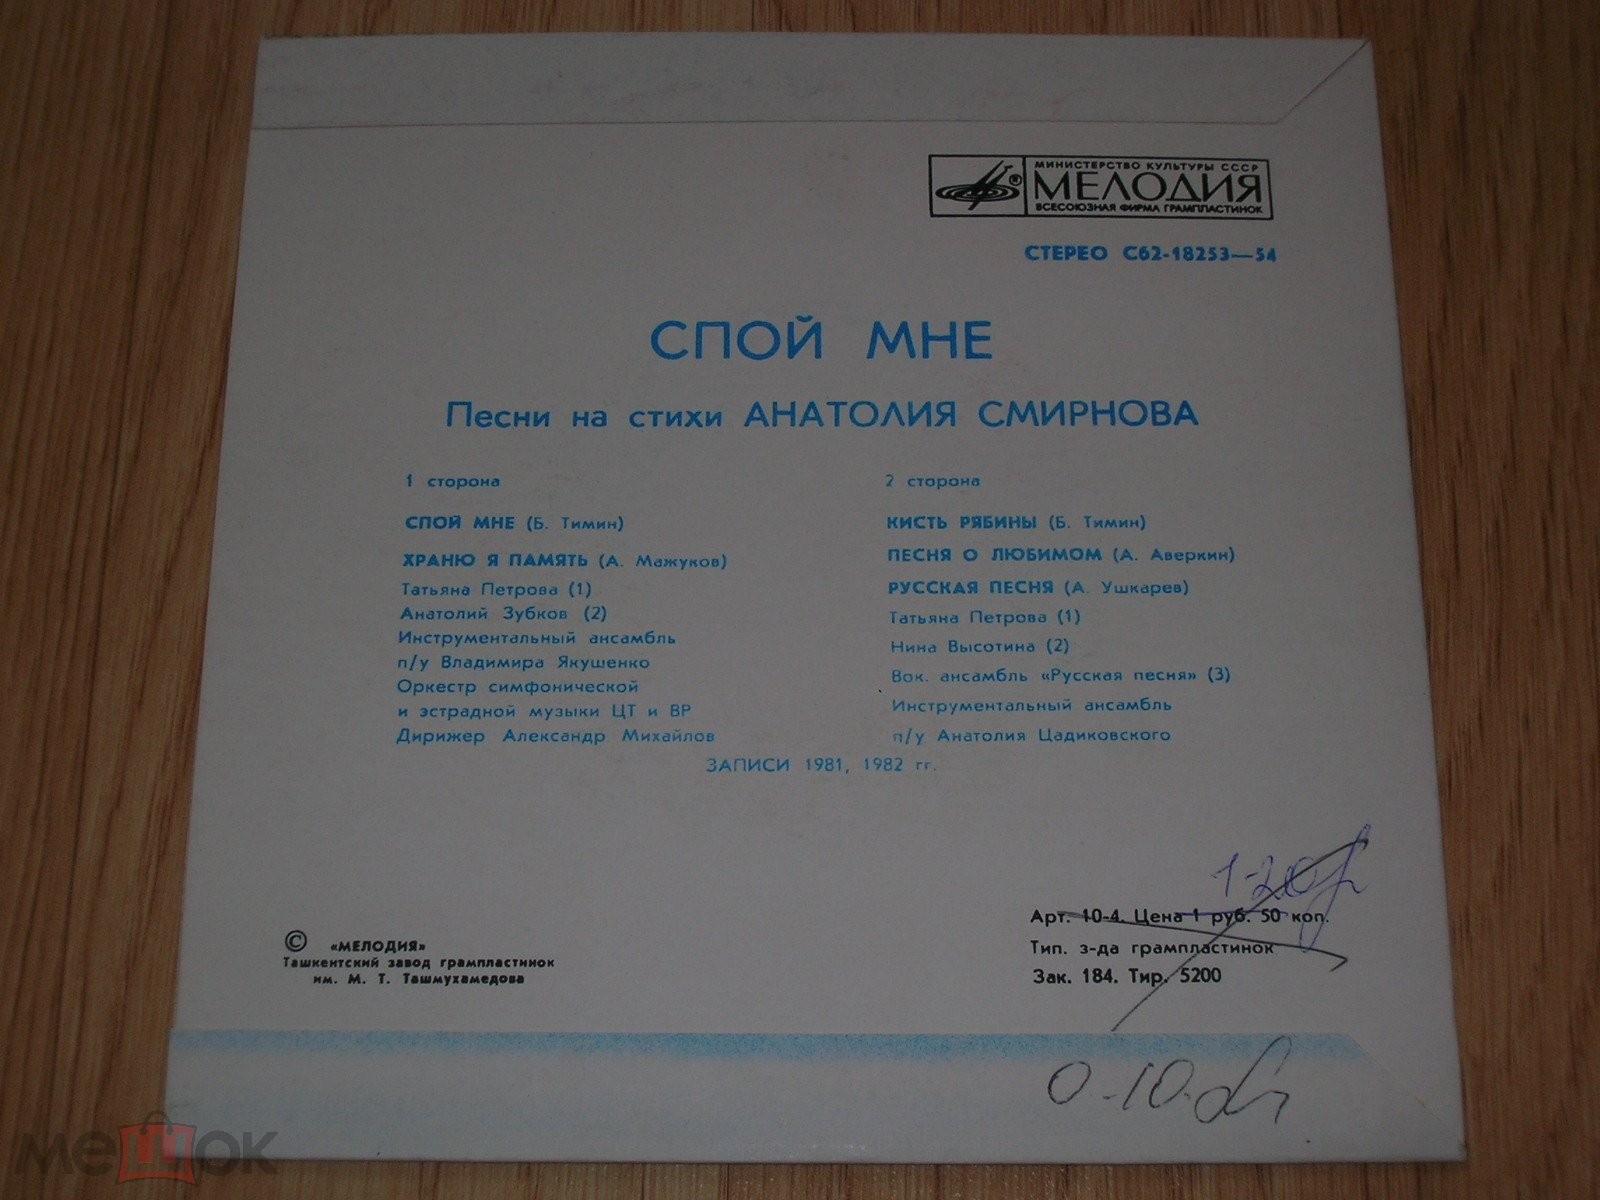 МИНИСТЕРСТВО КУЛЬТУРЫ СССР
МЕЛОДИЯ
ВСЕСОЮЗНАЯ ФИРМА ГРАМПЛАСТИНОК
СТЕРЕО С62-18253—54
СПОЙ МНЕ
Песни на стихи АНАТОЛИЯ СМИРНОВА
1 сторона
СПОЙ МНЕ (Б. Тимин)
ХРАНЮ Я ПАМЯТЬ (А. Мажуков)
Татьяна Петрова (1)
Анатолий Зубков (2)
Инструментальный ансамбль
п/у Владимира Якушенко
Оркестр симфонической
и эстрадной музыки ЦТ и ВР
Дирижер Александр Михайлов
2 сторона
КИСТЬ РЯБИНЫ (Б. Тимин)
ПЕСНЯ О ЛЮБИМОМ (А. Аверкин)
РУССКАЯ ПЕСНЯ (А. Ушкарев)
Татьяна Петрова (1)
Нина Высотина (2)
Вок. ансамбль «Русская песня» (3)
Инструментальный ансамбль
п/у Анатолия Цадиковского
ЗАПИСИ 1981, 1982 гг.
1-20
Арт. 10-4. Цена 1 руб. 50 коп.
Тип. з-да грампластинок
Зак. 184. Тир. 5200
© «МЕЛОДИЯ»
Ташкентский завод грампластинок
им. М. Т. Ташмухамедова
0-10
мешок